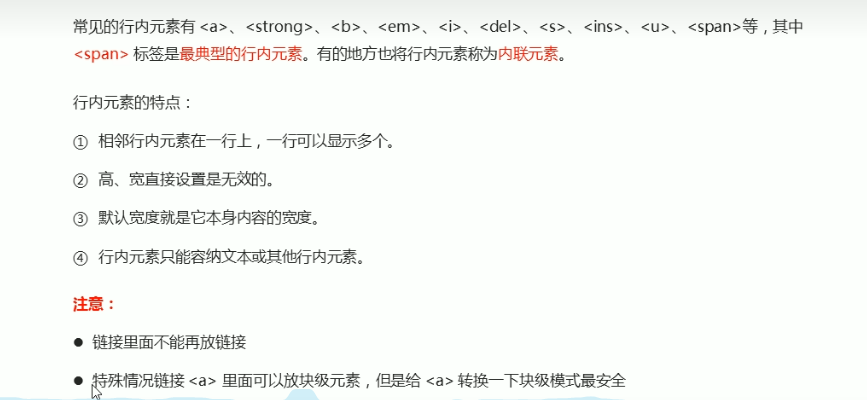 常见的行内元素有 <a>、<strong>、<b>、<em>、<i>、<del>、<s>、<ins>、<u>、<span>等，其中
<span> 标签是最典型的行内元素。有的地方也将行内元素称为内联元素。
行内元素的特点：
① 相邻行内元素在一行上，一行可以显示多个。
② 高、宽直接设置是无效的。
③ 默认宽度就是它本身内容的宽度。
④ 行内元素只能容纳文本或其他行内元素。
注意：
● 链接里面不能再放链接
● 特殊情况链接 <a> 里面可以放块级元素，但是给 <a> 转换一下块级模式最安全